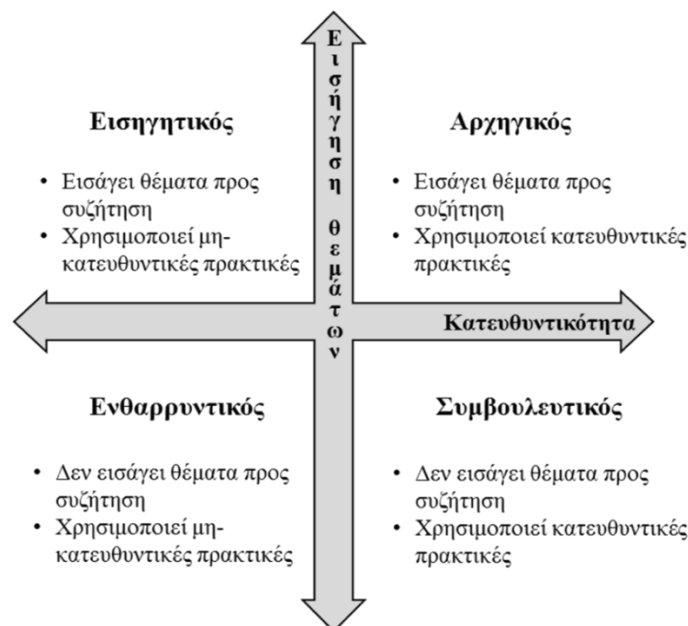 Εισήγηση θεμάτων
Εισηγητικός
• Εισάγει θέματα προς
συζήτηση
• Χρησιμοποιεί μη-
κατευθυντικές πρακτικές
Αρχηγικός
• Εισάγει θέματα προς
συζήτηση
• Χρησιμοποιεί κατευθυντικές
πρακτικές
Κατευθυντικότητα
Ενθαρρυντικός
• Δεν εισάγει θέματα προς
συζήτηση
• Χρησιμοποιεί μη-
κατευθυντικές πρακτικές
Συμβουλευτικός
• Δεν εισάγει θέματα προς
συζήτηση
• Χρησιμοποιεί κατευθυντικές
πρακτικές